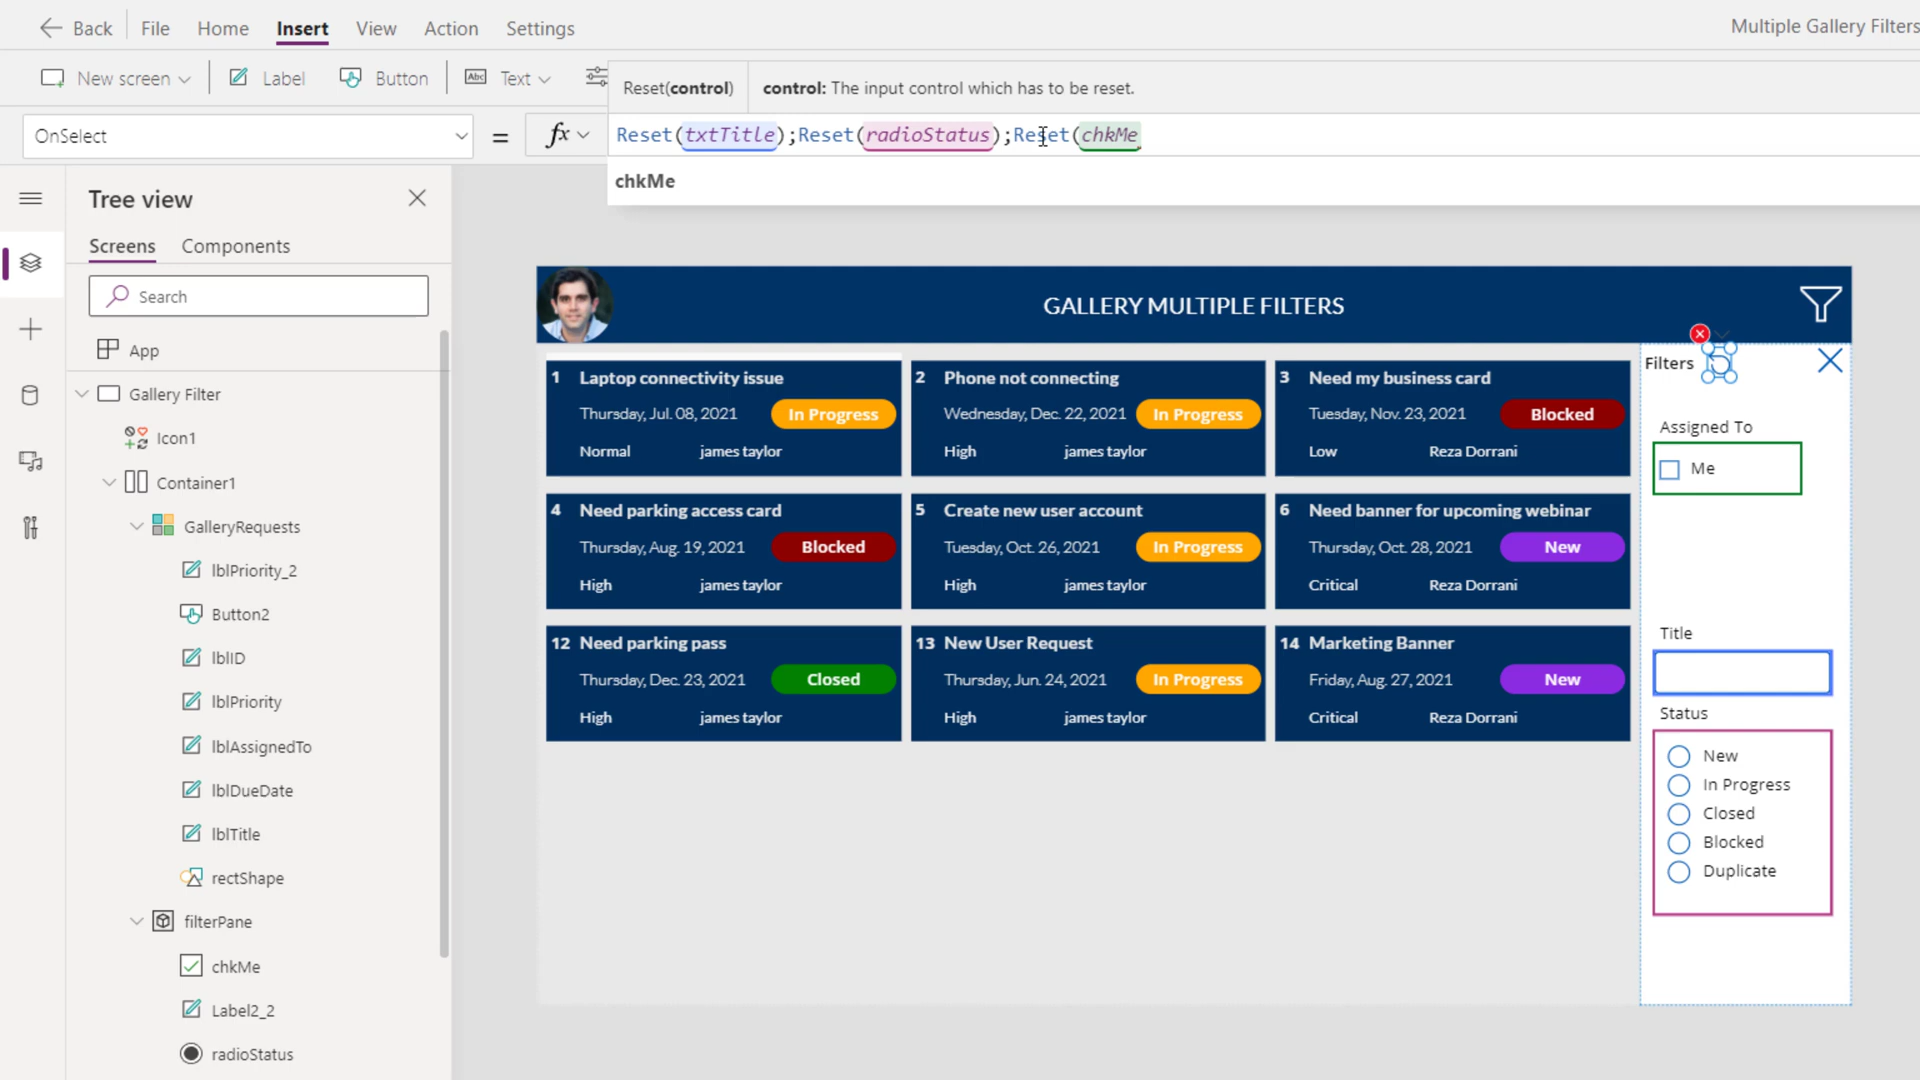 Back File Home Insert View Action Settings Multiple Gallery Filters
New screen Label Button Abc Text
Reset(control) control: The input control which has to be reset.
OnSelect = fx Reset(txtTitle);Reset(radioStatus);Reset(chkMe
chkMe
Tree view
Screens Components
Search
App
Gallery Filter
Icon1
Container1
GalleryRequests
lblPriority_2
Button2
lblID
lblPriority
lblAssignedTo
lblDueDate
lblTitle
rectShape
filterPane
chkMe
Label2_2
radioStatus
GALLERY MULTIPLE FILTERS
1 Laptop connectivity issue
Thursday, Jul. 08, 2021 In Progress
Normal james taylor
2 Phone not connecting
Wednesday, Dec. 22, 2021 In Progress
High james taylor
3 Need my business card
Tuesday, Nov. 23, 2021 Blocked
Low Reza Dorrani
4 Need parking access card
Thursday, Aug. 19, 2021 Blocked
High james taylor
5 Create new user account
Tuesday, Oct. 26, 2021 In Progress
High james taylor
6 Need banner for upcoming webinar
Thursday, Oct. 28, 2021 New
Critical Reza Dorrani
12 Need parking pass
Thursday, Dec. 23, 2021 Closed
High james taylor
13 New User Request
Thursday, Jun. 24, 2021 In Progress
High james taylor
14 Marketing Banner
Friday, Aug. 27, 2021 New
Critical Reza Dorrani
Filters
Assigned To
Me
Title
Status
New
In Progress
Closed
Blocked
Duplicate